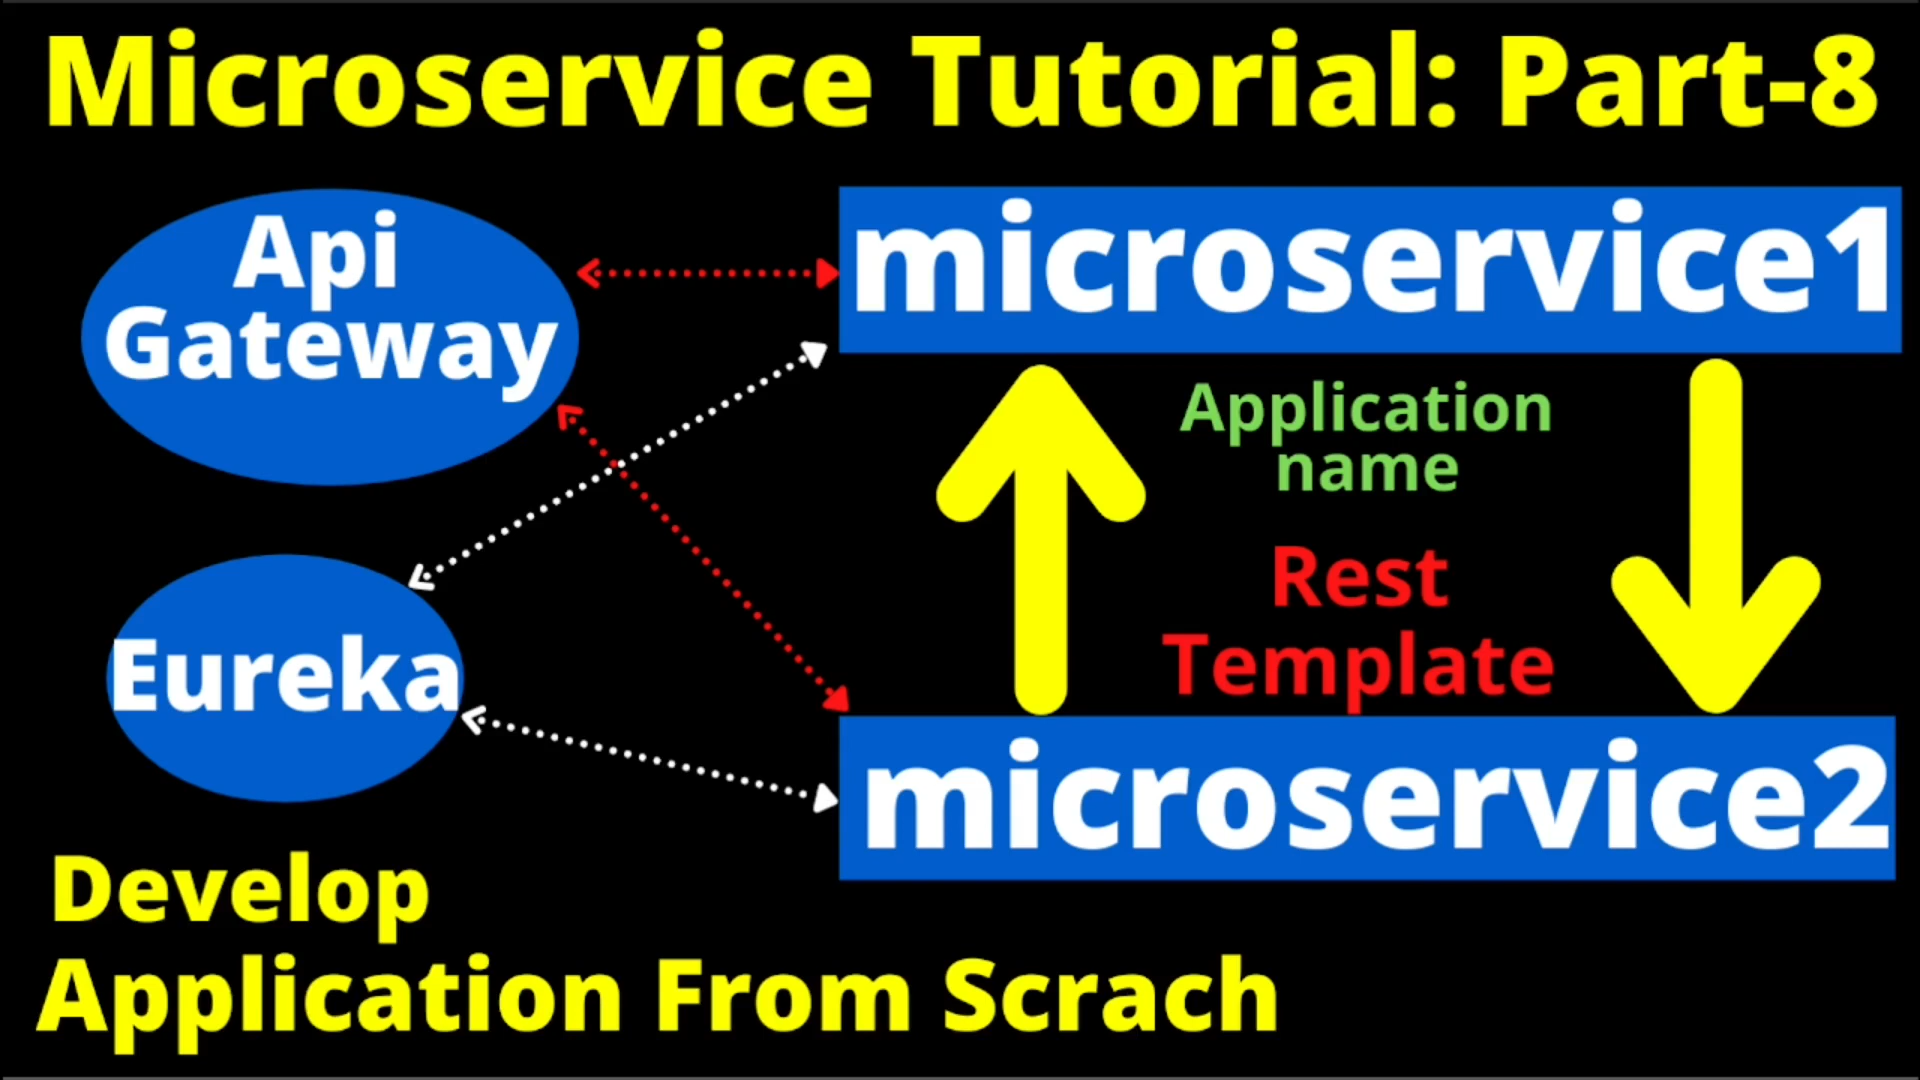 Microservice Tutorial: Part-8
Api
Gateway
microservice1
Application
name
Rest
Template
Eureka
microservice2
Develop
Application From Scrach